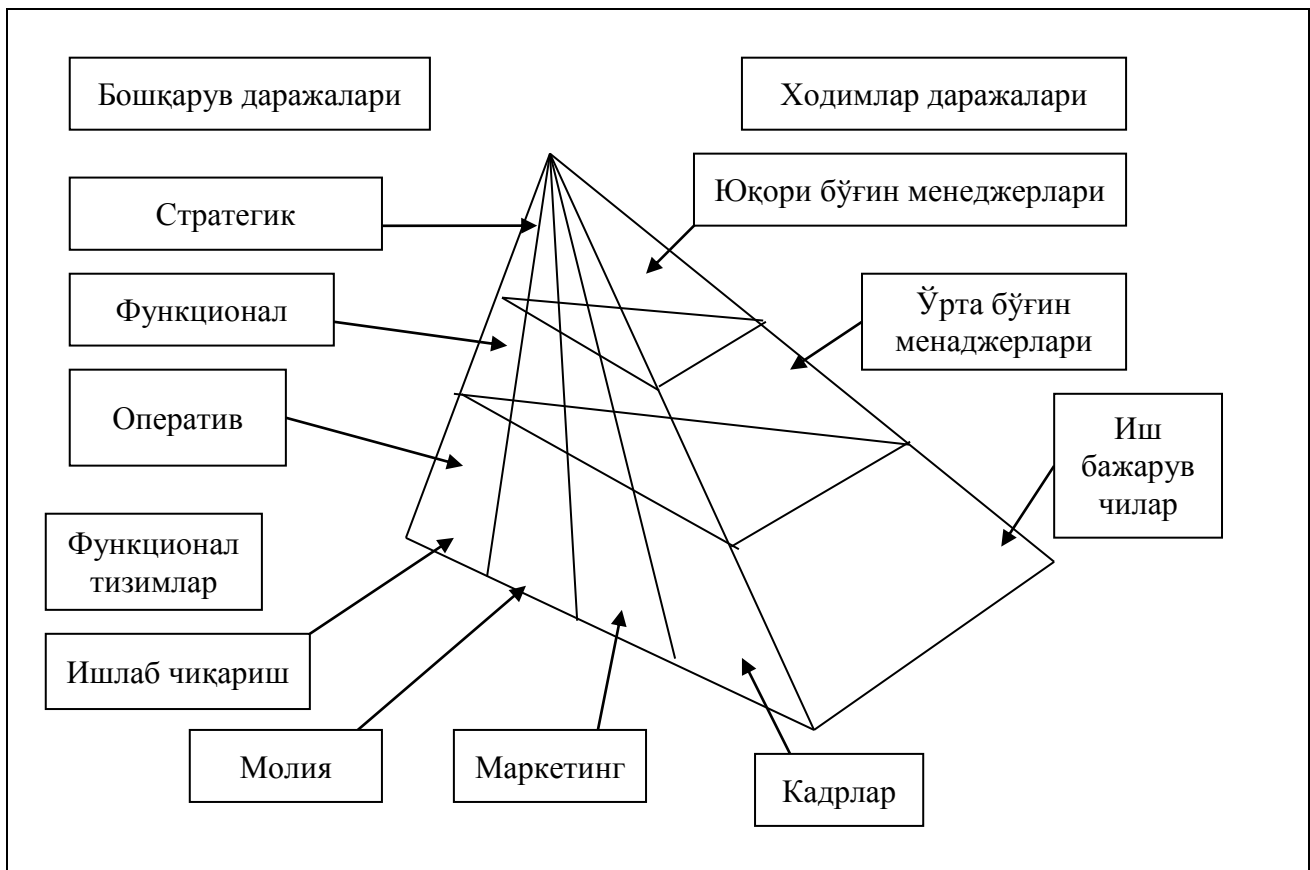 Бошқарув даражалари
Ходимлар даражалари
Стратегик
Юқори бўғин менеджерлари
Функционал
Ўрта бўғин
менаджерлари
Оператив
Иш
бажарув
чилар
Функционал
тизимлар
Ишлаб чиқариш
Молия
Маркетинг
Кадрлар